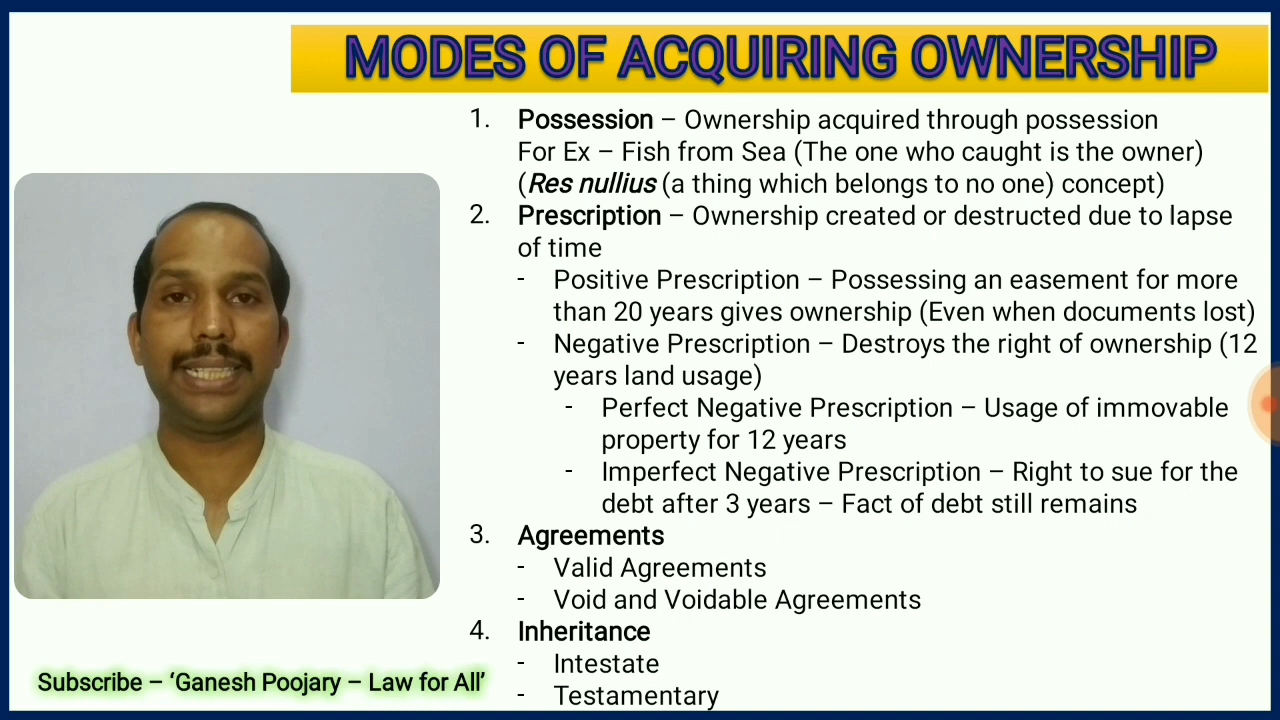 MODES OF ACQUIRING OWNERSHIP
1. Possession – Ownership acquired through possession
For Ex – Fish from Sea (The one who caught is the owner)
(Res nullius (a thing which belongs to no one) concept)
2. Prescription – Ownership created or destructed due to lapse
of time
- Positive Prescription – Possessing an easement for more
than 20 years gives ownership (Even when documents lost)
- Negative Prescription – Destroys the right of ownership (12
years land usage)
- Perfect Negative Prescription – Usage of immovable
property for 12 years
- Imperfect Negative Prescription – Right to sue for the
debt after 3 years – Fact of debt still remains
3. Agreements
- Valid Agreements
- Void and Voidable Agreements
4. Inheritance
- Intestate
- Testamentary
Subscribe – ‘Ganesh Poojary – Law for All’